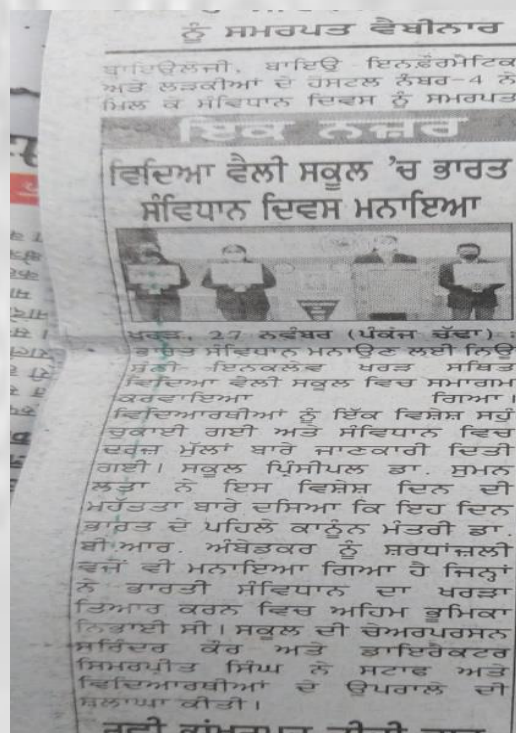 ਨੂੰ ਸਮਰਪਤ ਵੈਬੀਨਾਰ
ਬਾਇਓਲਜੀ, ਬਾਇਓ ਇਨਫ਼ੌਰਮੈਟਿਕ
ਅਤੇ ਲੜਕੀਆਂ ਦੇ ਹੋਸਟਲ ਨੰਬਰ-4 ਨੇ
ਮਿਲ ਕੇ ਸੰਵਿਧਾਨ ਦਿਵਸ ਨੂੰ ਸਮਰਪਤ
ਇਕ ਨਜ਼ਰ
ਵਿਦਿਆ ਵੈਲੀ ਸਕੂਲ 'ਚ ਭਾਰਤ
ਸੰਵਿਧਾਨ ਦਿਵਸ ਮਨਾਇਆ
ਖਰੜ, 27 ਨਵੰਬਰ (ਪੰਕਜ ਚੱਢਾ) :
ਭਾਰਤ ਸੰਵਿਧਾਨ ਮਨਾਉਣ ਲਈ ਨਿਊ
ਸੰਨੀ ਇਨਕਲੇਵ ਖਰੜ ਸਥਿਤ
ਵਿਦਿਆ ਵੈਲੀ ਸਕੂਲ ਵਿਚ ਸਮਾਗਮ
ਕਰਵਾਇਆ ਗਿਆ।
ਵਿਦਿਆਰਥੀਆਂ ਨੂੰ ਇੱਕ ਵਿਸ਼ੇਸ਼ ਸਹੁੰ
ਚੁਕਾਈ ਗਈ ਅਤੇ ਸੰਵਿਧਾਨ ਵਿਚ
ਦਰਜ਼ ਮੁੱਲਾਂ ਬਾਰੇ ਜਾਣਕਾਰੀ ਦਿਤੀ
ਗਈ। ਸਕੂਲ ਪ੍ਰਿੰਸੀਪਲ ਡਾ. ਸੁਮਨ
ਲਤਾ ਨੇ ਇਸ ਵਿਸ਼ੇਸ਼ ਦਿਨ ਦੀ
ਮਹੱਤਤਾ ਬਾਰੇ ਦਸਿਆ ਕਿ ਇਹ ਦਿਨ
ਭਾਰਤ ਦੇ ਪਹਿਲੇ ਕਾਨੂੰਨ ਮੰਤਰੀ ਡਾ.
ਬੀ.ਆਰ. ਅੰਬੇਡਕਰ ਨੂੰ ਸ਼ਰਧਾਂਜਲੀ
ਵਜੋਂ ਵੀ ਮਨਾਇਆ ਗਿਆ ਹੈ ਜਿਨ੍ਹਾਂ
ਨੇ ਭਾਰਤੀ ਸੰਵਿਧਾਨ ਦਾ ਖਰੜਾ
ਤਿਆਰ ਕਰਨ ਵਿਚ ਅਹਿਮ ਭੂਮਿਕਾ
ਨਿਭਾਈ ਸੀ। ਸਕੂਲ ਦੀ ਚੇਅਰਪਰਸਨ
ਸਰਿੰਦਰ ਕੌਰ ਅਤੇ ਡਾਇਰੈਕਟਰ
ਸਿਮਰਪ੍ਰੀਤ ਸਿੰਘ ਨੇ ਸਟਾਫ ਅਤੇ
ਵਿਦਿਆਰਥੀਆਂ ਦੇ ਉਪਰਾਲੇ ਦੀ
ਸ਼ਲਾਘਾ ਕੀਤੀ।